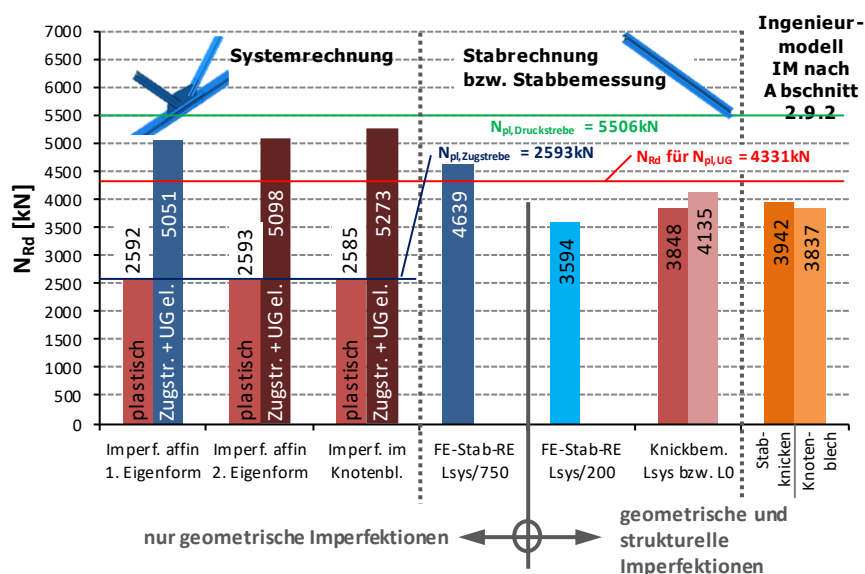 Systemrechnung
Stabrechnung
bzw. Stabbemessung
Ingenieur-
modell
IM nach
Abschnitt
2.9.2
N_Rd [kN]
7000
6500
6000
5500
5000
4500
4000
3500
3000
2500
2000
1500
1000
500
0
N_pl,Druckstrebe = 5506kN
N_pl,Zugstrebe = 2593kN
N_Rd für N_pl,UG = 4331kN
2592
plastisch
5051
Zugstr. + UG el.
2593
plastisch
5098
Zugstr. + UG el.
2585
plastisch
5273
Zugstr. + UG el.
4639
3594
3848
4135
3942
3837
Imperf. affin
1. Eigenform
Imperf. affin
2. Eigenform
Imperf. im
Knotenbl.
FE-Stab-RE
Lsys/750
FE-Stab-RE
Lsys/200
Knickbem.
Lsys bzw. L0
Stab-
knicken
Knoten-
blech
nur geometrische Imperfektionen
geometrische und
strukturelle
Imperfektionen